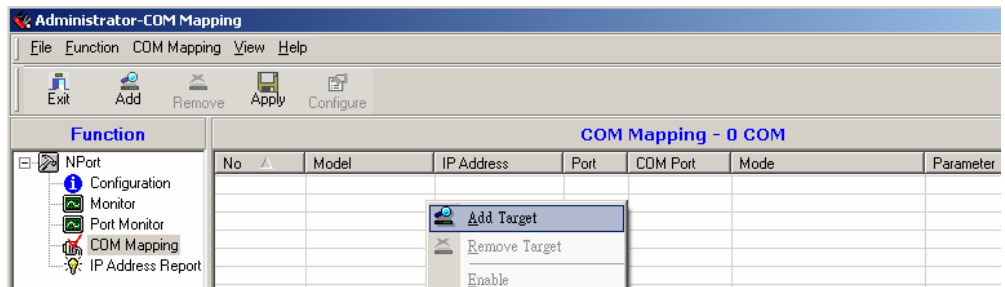 Administrator-COM Mapping
File Function COM Mapping View Help
Exit Add Remove Apply Configure
Function
COM Mapping - 0 COM
NPort
Configuration
Monitor
Port Monitor
COM Mapping
IP Address Report
No Model IP Address Port COM Port Mode Parameter
Add Target
Remove Target
Enable